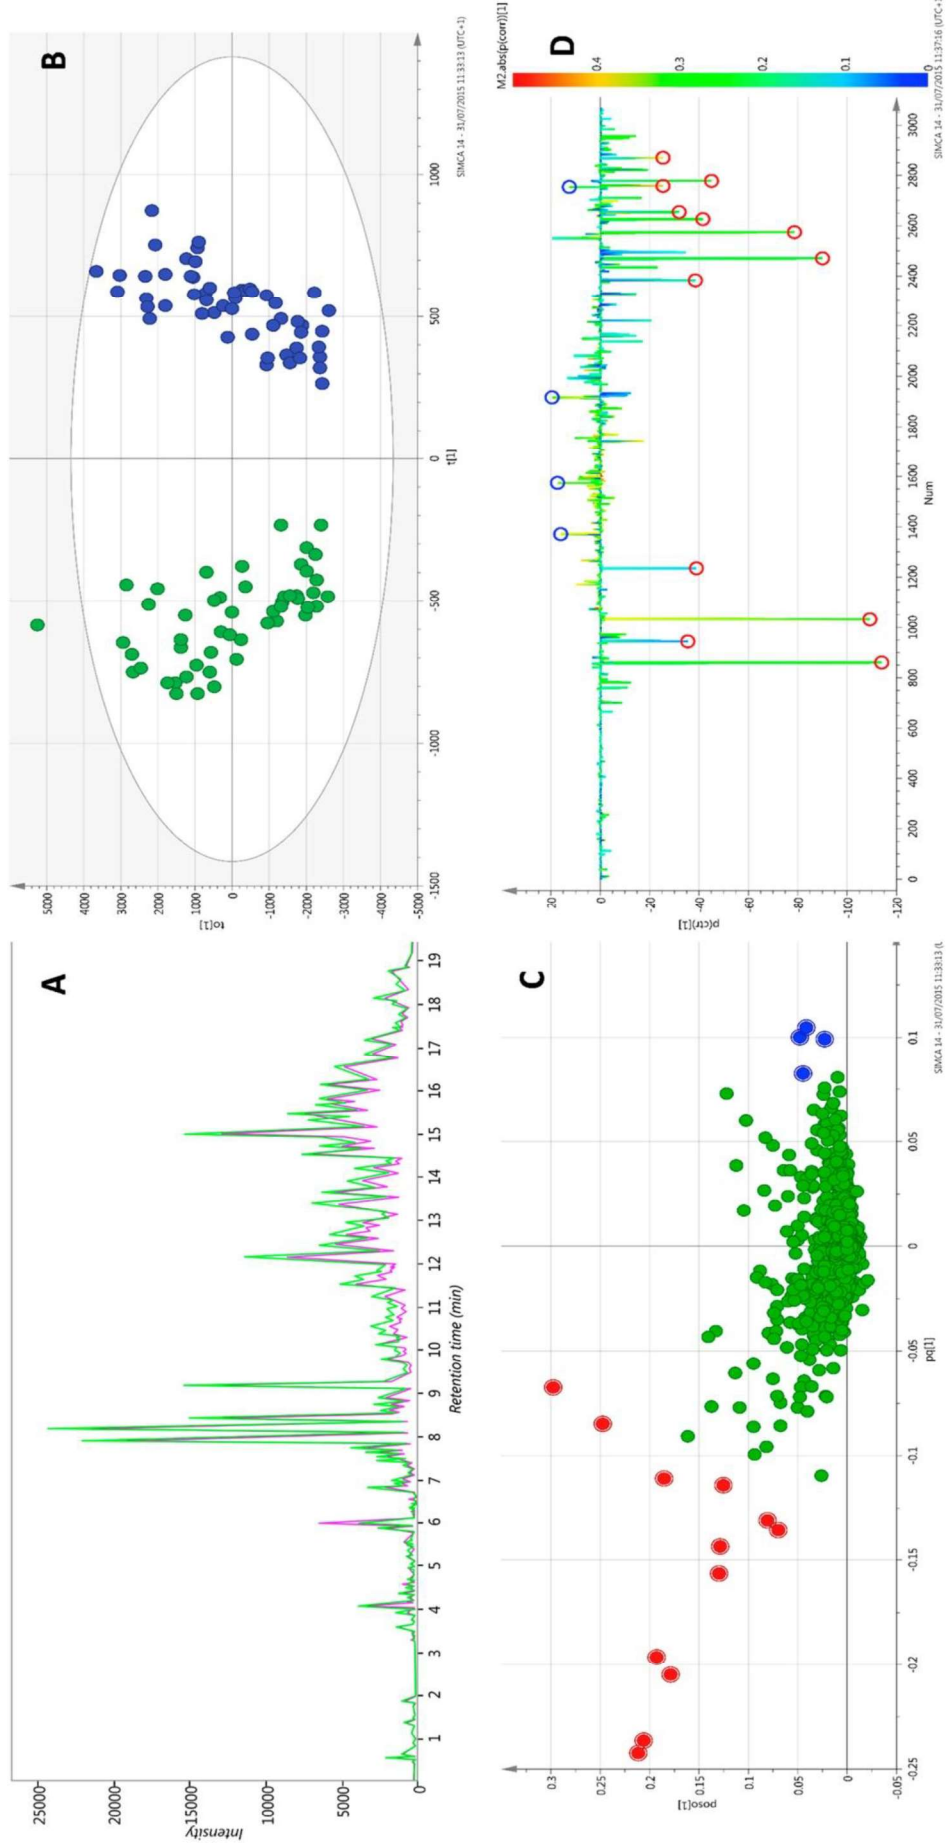 A
25000
20000
15000
10000
5000
0
Intensity
1 2 3 4 5 6 7 8 9 10 11 12 13 14 15 16 17 18 19
Retention time (min)
B
5000
4000
3000
2000
1000
0
-1000
-2000
-3000
-4000
-5000
to[1]
-1500 -1000 -500 0 500 1000
t[1]
SIMCA 14 - 31/07/2015 11:33:13 (UTC+1)
C
0.3
0.25
0.2
0.15
0.1
0.05
0
-0.05
poso[1]
-0.25 -0.2 -0.15 -0.1 -0.05 0 0.05 0.1
pq[1]
SIMCA 14 - 31/07/2015 11:33:13 (L
D
M2.abs(p(corr))[1]
0.4
0.3
0.2
0.1
0
20
0
-20
-40
-60
-80
-100
-120
p(ctr)[1]
0 200 400 600 800 1000 1200 1400 1600 1800 2000 2200 2400 2600 2800 3000
Num
SIMCA 14 - 31/07/2015 11:37:16 (UTC+1